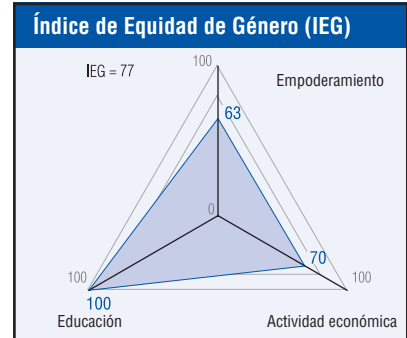 Índice de Equidad de Género (IEG)
IEG = 77
100
Empoderamiento
63
0
70
100
100
100
Educación
Actividad económica